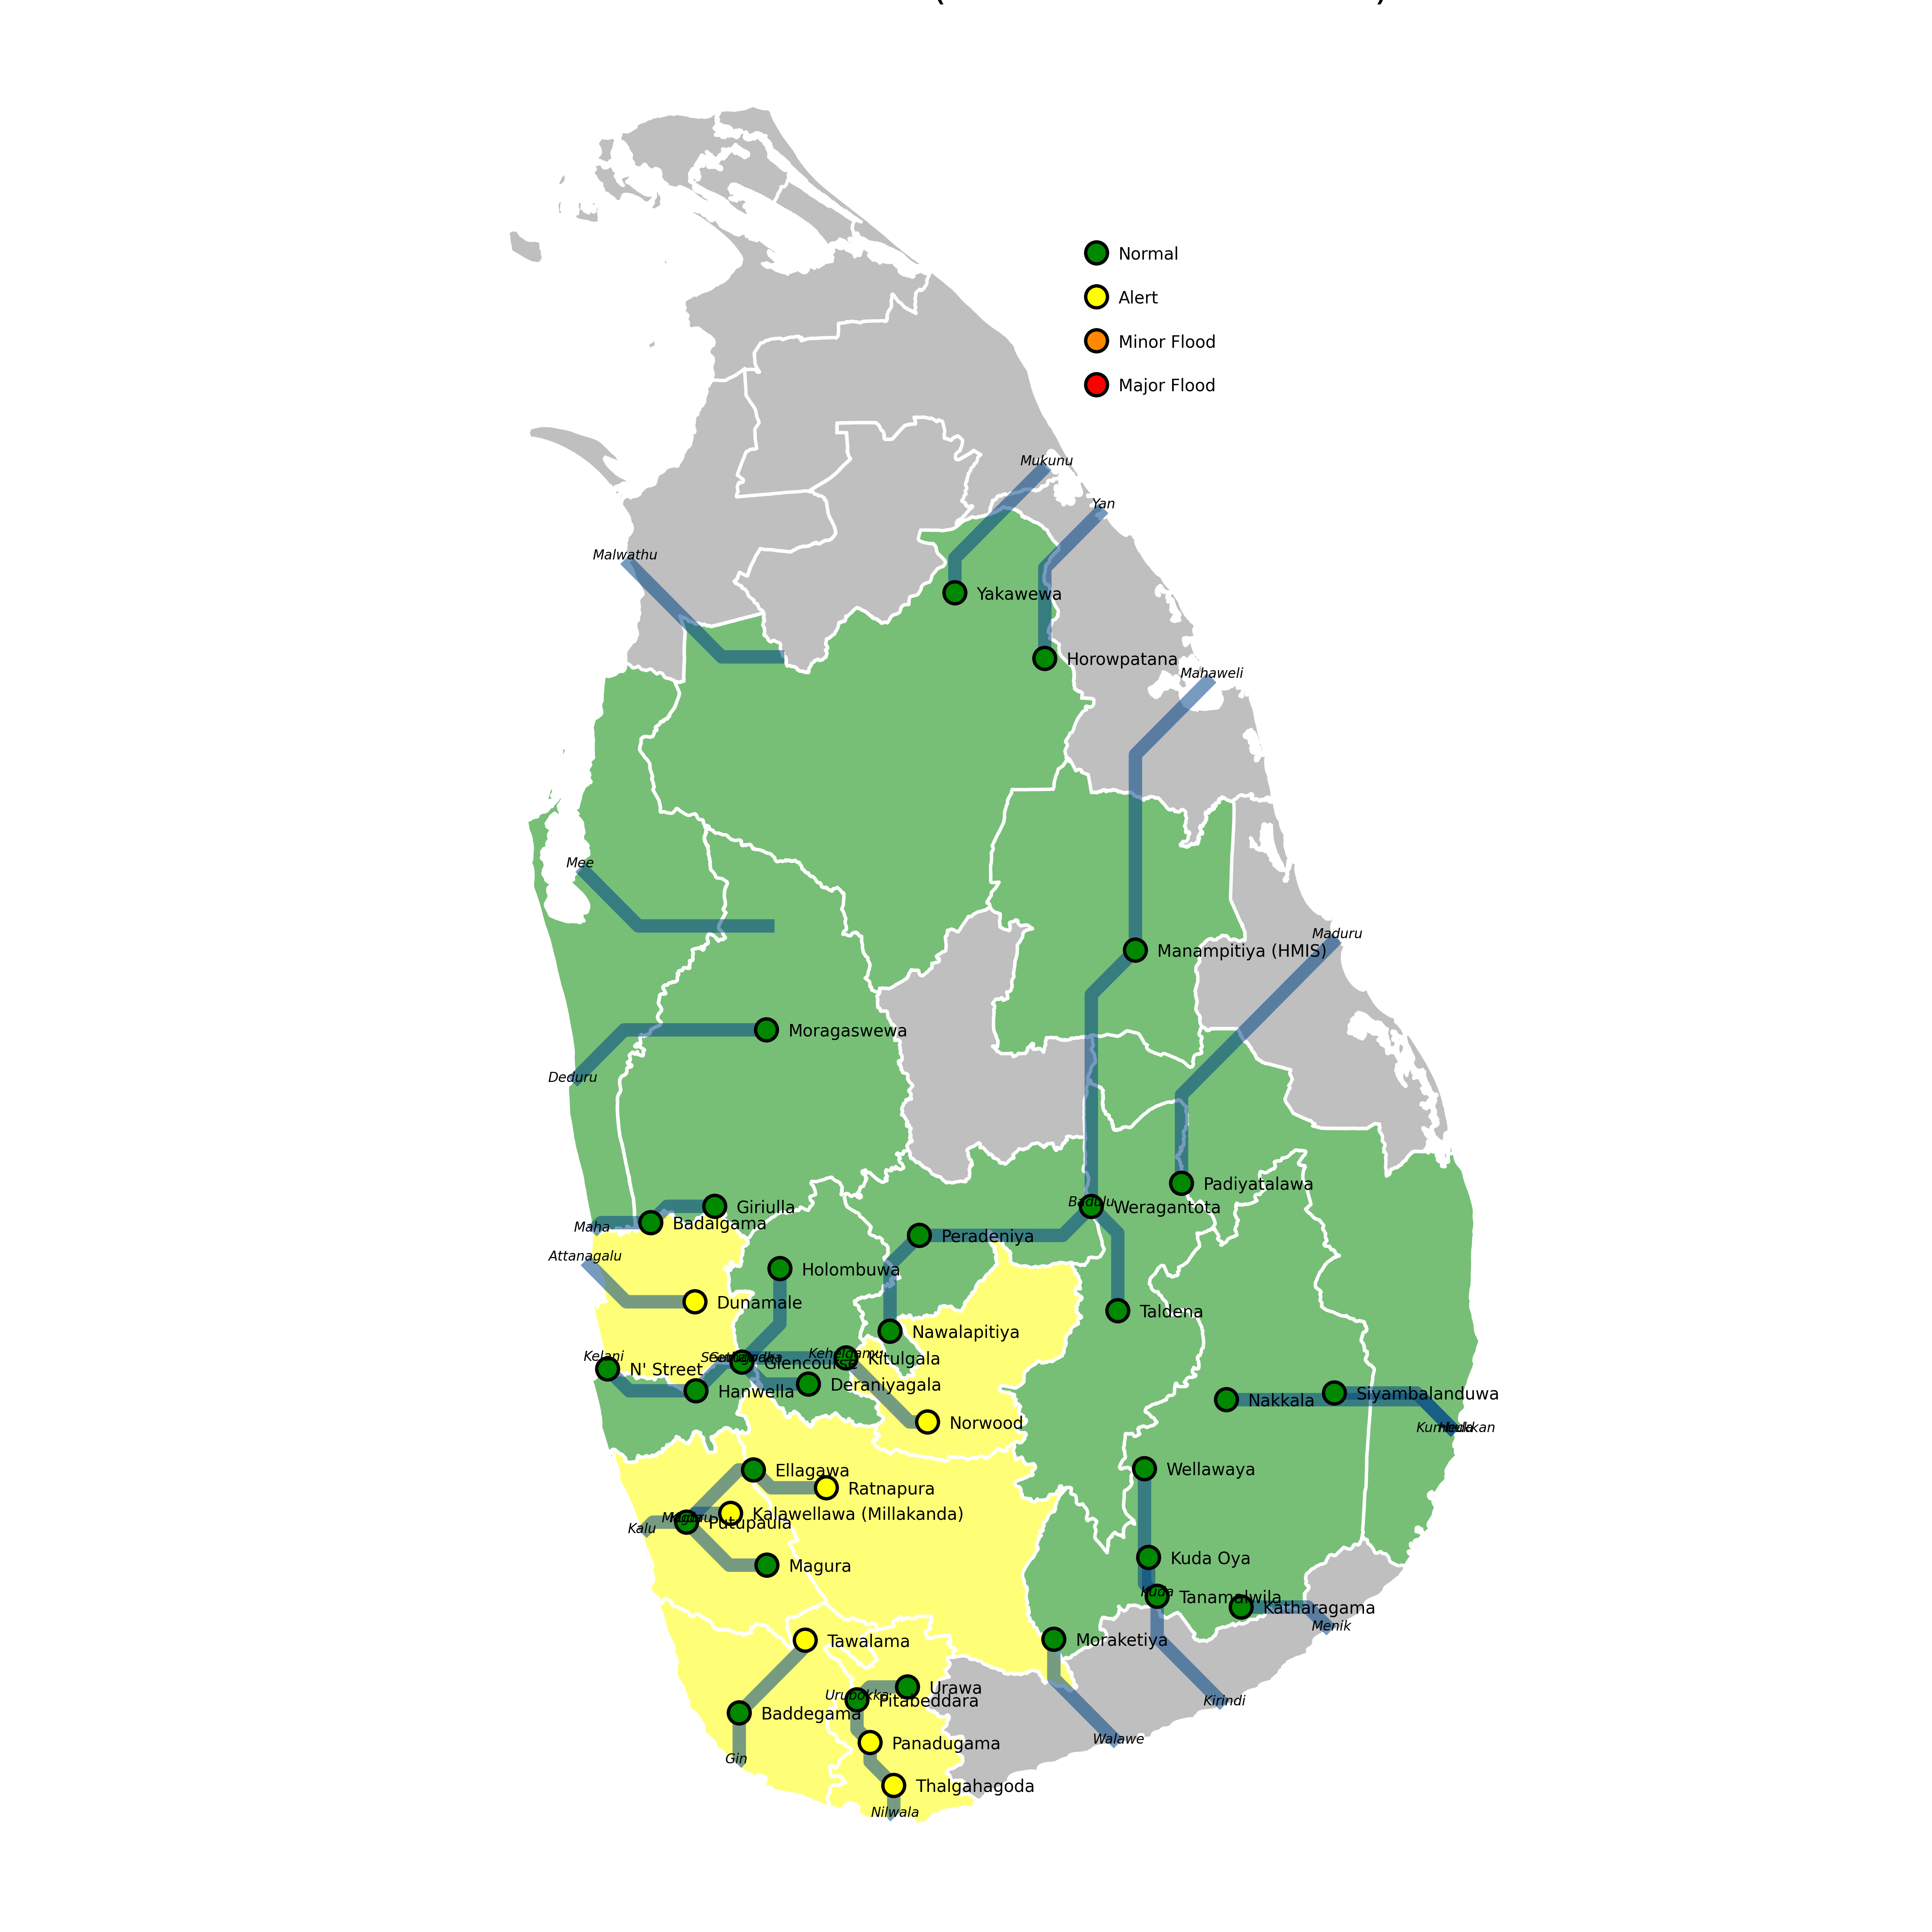 Normal
Alert
Minor Flood
Major Flood
Mukunu
Yan
Malwathu
Yakawewa
Horowpatana
Mahaweli
Mee
Maduru
Manampitiya (HMIS)
Moragaswewa
Deduru
Padiyatalawa
Badulu
Weragantota
Giriulla
Badalgama
Maha
Peradeniya
Attanagalu
Holombuwa
Dunamale
Taldena
Nawalapitiya
Kehelgamu
Kitulgala
Kelani
N' Street
Glencourse
Deraniyagala
Hanwella
Norwood
Nakkala
Siyambalanduwa
Ellagawa
Wellawaya
Ratnapura
Kalawellawa (Millakanda)
Putupaula
Kalu
Magura
Kuda Oya
Kuda
Tanamalwila
Katharagama
Menik
Tawalama
Moraketiya
Urawa
Urubokka
Pitabeddara
Kirindi
Baddegama
Walawe
Panadugama
Gin
Thalgahagoda
Nilwala